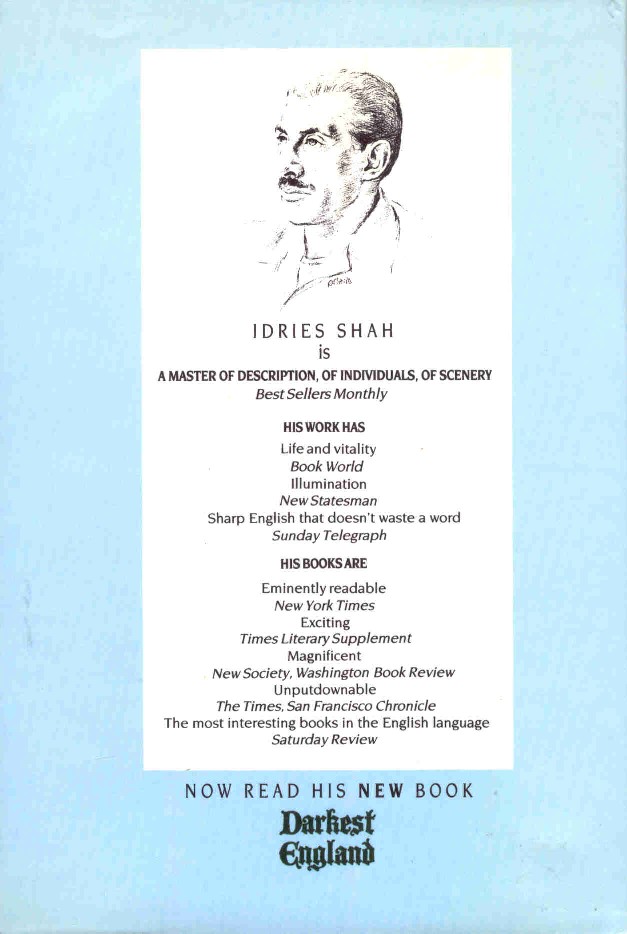 IDRIES SHAH
is
A MASTER OF DESCRIPTION, OF INDIVIDUALS, OF SCENERY
Best Sellers Monthly
HIS WORK HAS
Life and vitality
Book World
Illumination
New Statesman
Sharp English that doesn't waste a word
Sunday Telegraph
HIS BOOKS ARE
Eminently readable
New York Times
Exciting
Times Literary Supplement
Magnificent
New Society, Washington Book Review
Unputdownable
The Times, San Francisco Chronicle
The most interesting books in the English language
Saturday Review
NOW READ HIS NEW BOOK
Darkest
England